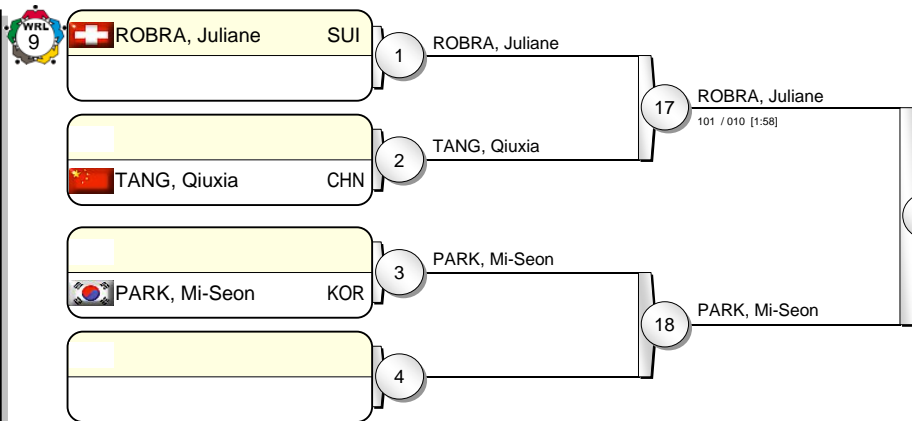 WRL
9
ROBRA, Juliane SUI
1
ROBRA, Juliane
17
ROBRA, Juliane
101 / 010 [1:58]
2
TANG, Qiuxia
TANG, Qiuxia CHN
3
PARK, Mi-Seon
PARK, Mi-Seon KOR
18
PARK, Mi-Seon
4